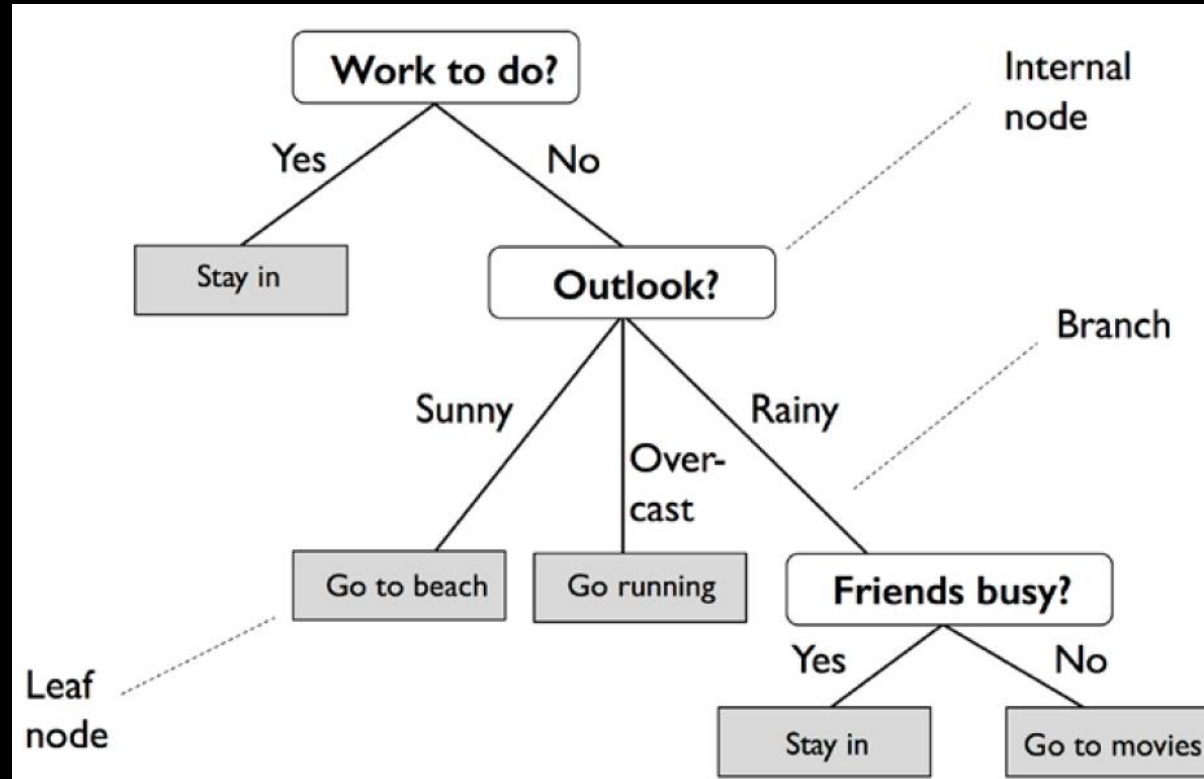 Work to do?
Internal
node
Yes
No
Stay in
Outlook?
Branch
Sunny
Rainy
Over-
cast
Go to beach
Go running
Friends busy?
Yes
No
Leaf
node
Stay in
Go to movies